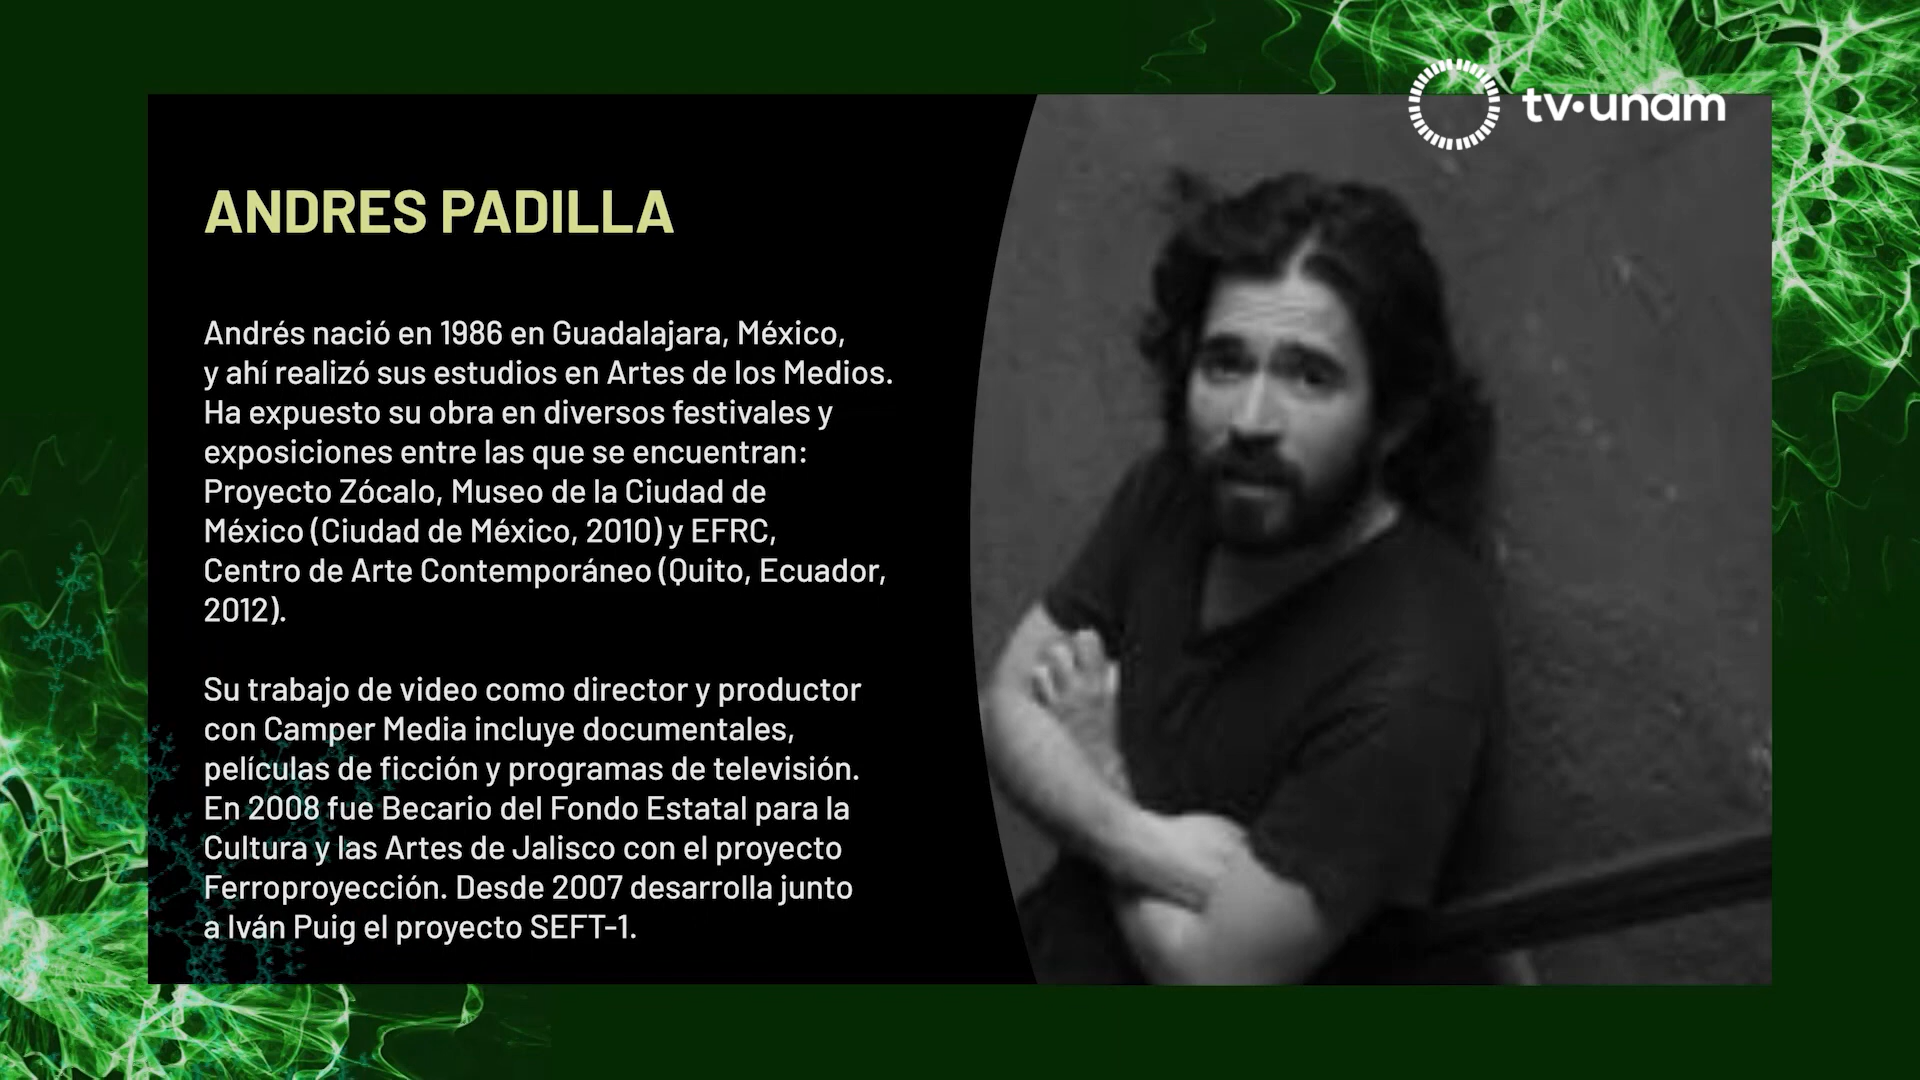 tv·unam
ANDRES PADILLA
Andrés nació en 1986 en Guadalajara, México,
y ahí realizó sus estudios en Artes de los Medios.
Ha expuesto su obra en diversos festivales y
exposiciones entre las que se encuentran:
Proyecto Zócalo, Museo de la Ciudad de
México (Ciudad de México, 2010) y EFRC,
Centro de Arte Contemporáneo (Quito, Ecuador,
2012).
Su trabajo de video como director y productor
con Camper Media incluye documentales,
películas de ficción y programas de televisión.
En 2008 fue Becario del Fondo Estatal para la
Cultura y las Artes de Jalisco con el proyecto
Ferroproyección. Desde 2007 desarrolla junto
a Iván Puig el proyecto SEFT-1.